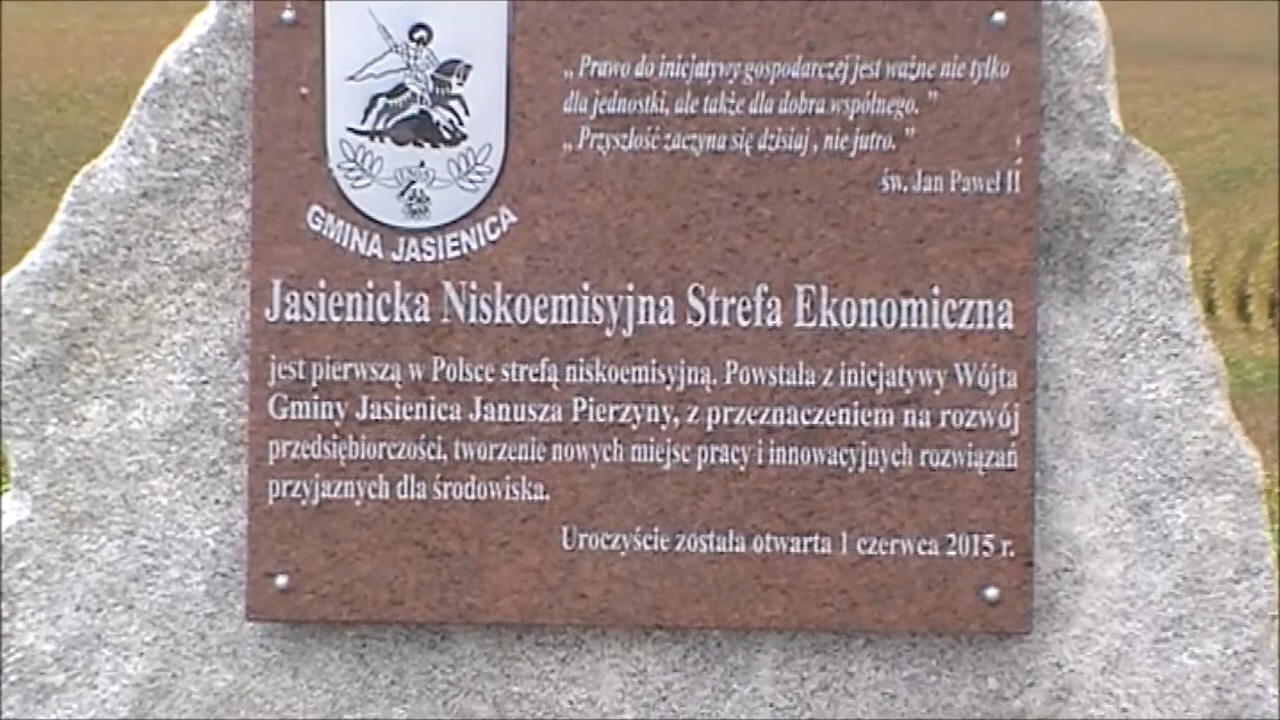 „ Prawo do inicjatywy gospodarczej jest ważne nie tylko
dla jednostki, ale także dla dobra wspólnego. ”
„ Przyszłość zaczyna się dzisiaj , nie jutro. ”
św. Jan Paweł II
GMINA JASIENICA
Jasienicka Niskoemisyjna Strefa Ekonomiczna
jest pierwszą w Polsce strefą niskoemisyjną. Powstała z inicjatywy Wójta
Gminy Jasienica Janusza Pierzyny, z przeznaczeniem na rozwój
przedsiębiorczości, tworzenie nowych miejsc pracy i innowacyjnych rozwiązań
przyjaznych dla środowiska.
Uroczyście została otwarta 1 czerwca 2015 r.